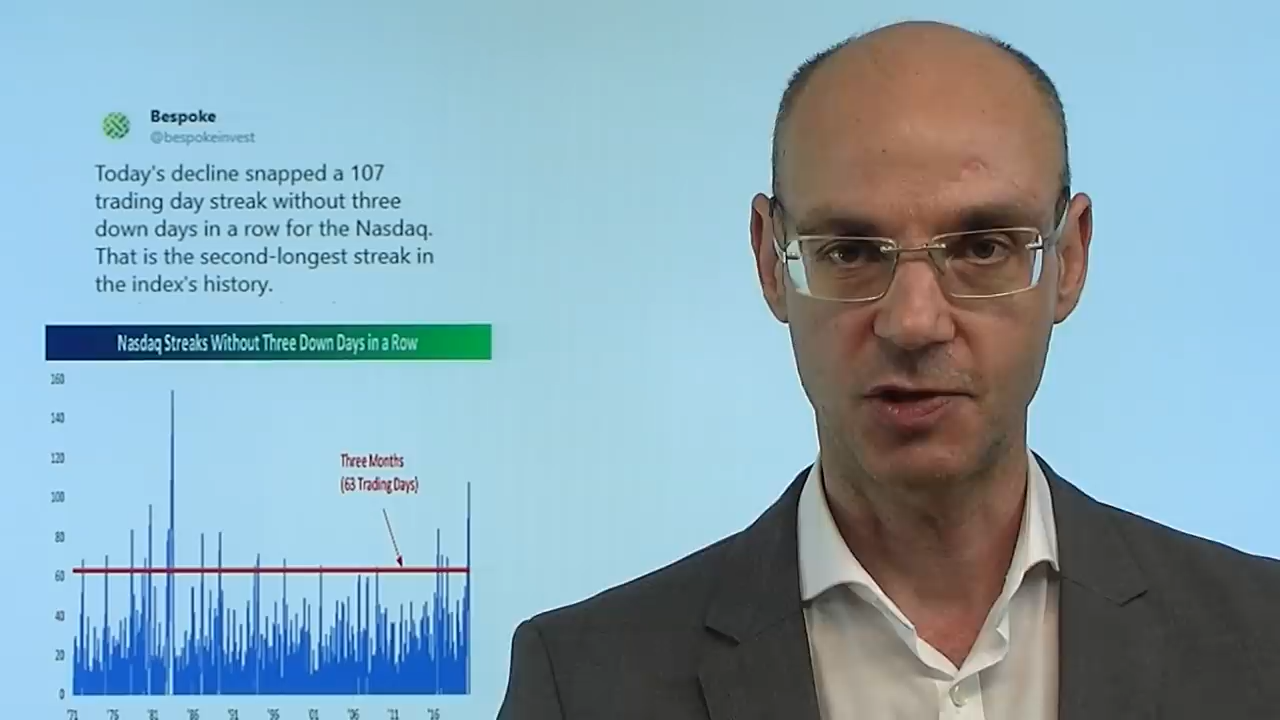 Bespoke
@bespokeinvest
Today's decline snapped a 107
trading day streak without three
down days in a row for the Nasdaq.
That is the second-longest streak in
the index's history.
Nasdaq Streaks Without Three Down Days in a Row
160
140
120
100
80
60
40
20
0
Three Months
(63 Trading Days)
'71
'76
'81
'86
'91
'96
'01
'06
'11
'16